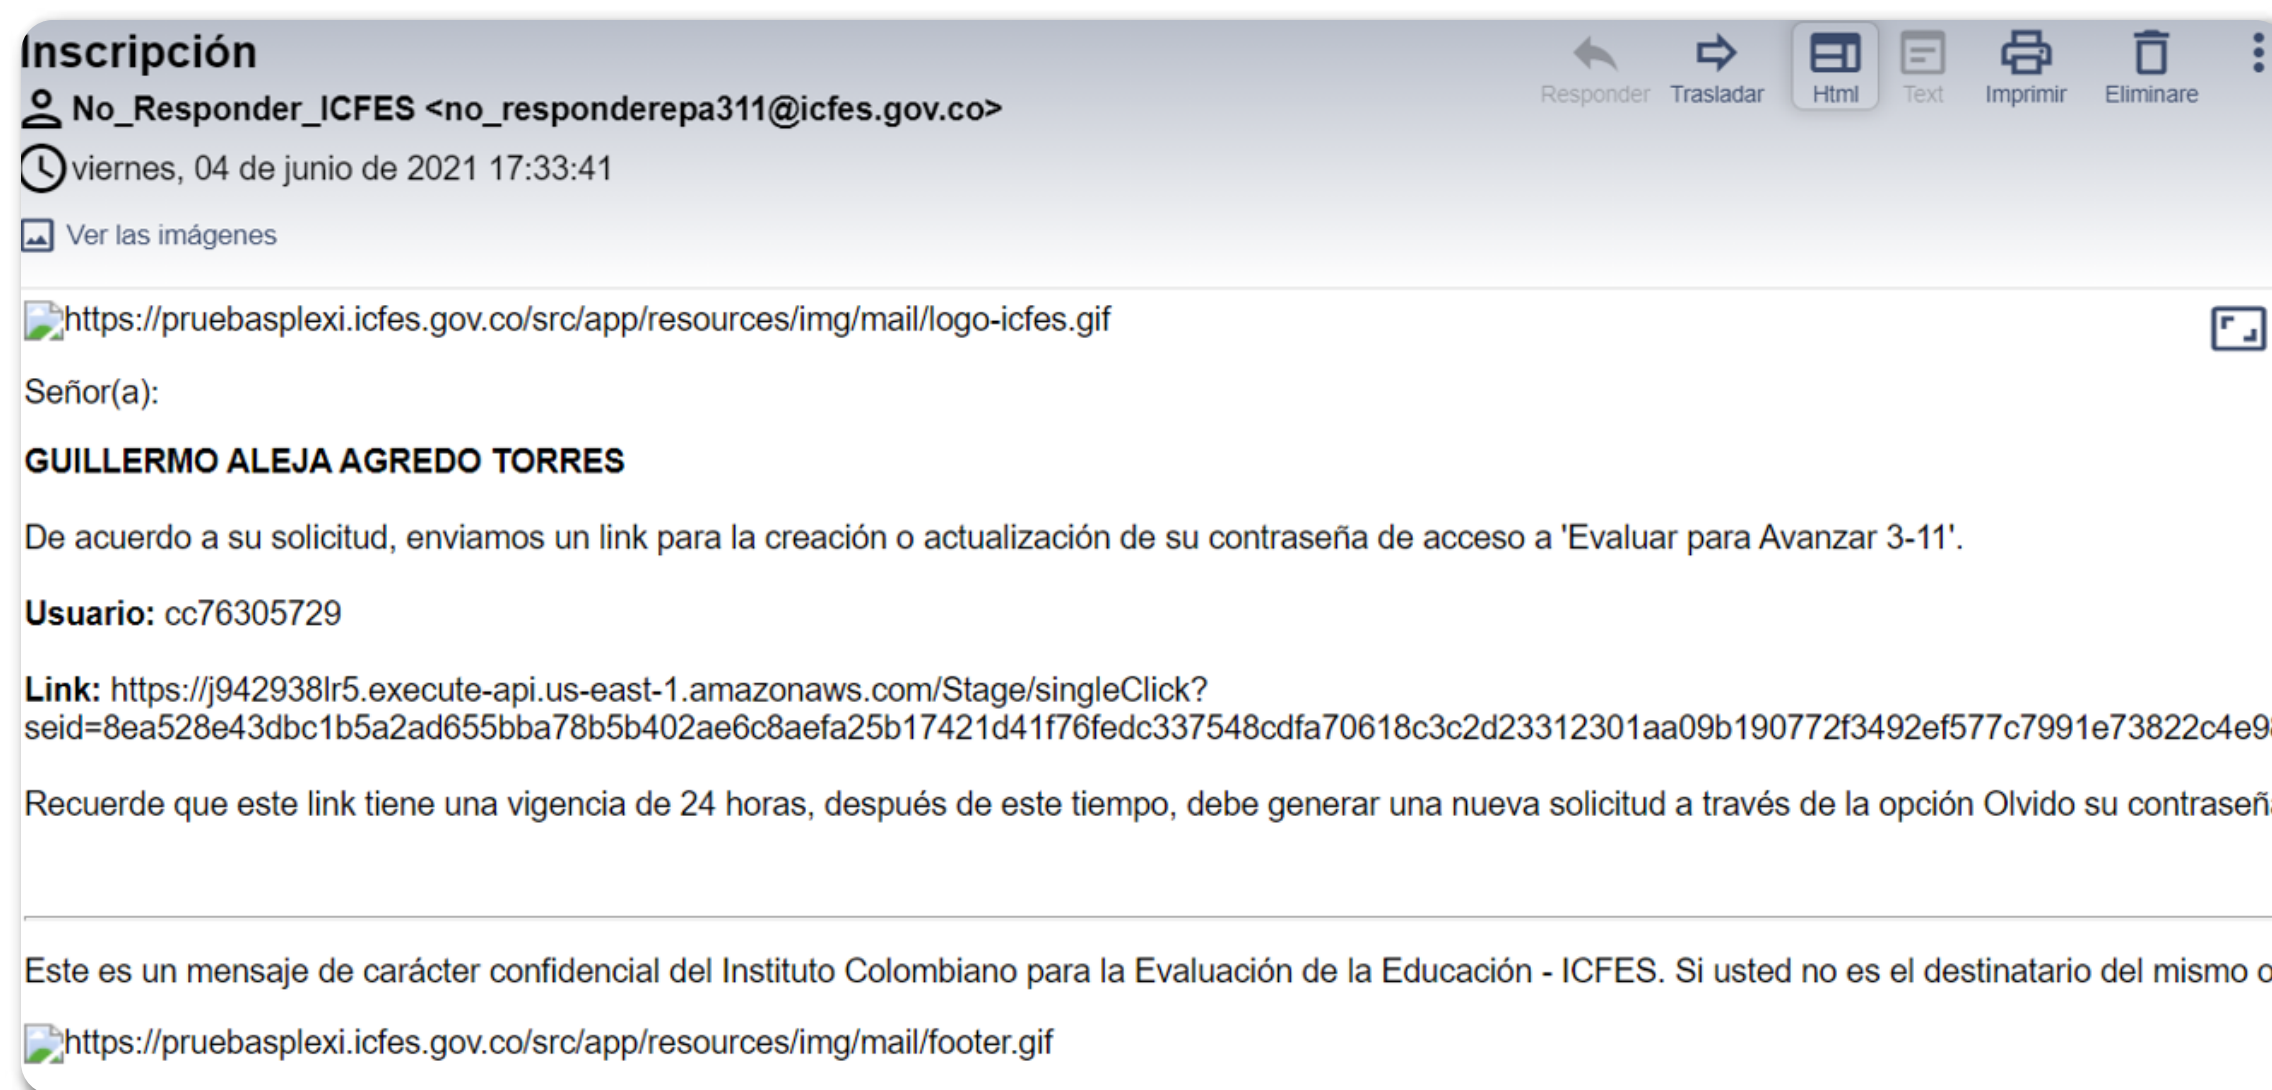 Inscripción
Responder Trasladar Html Text Imprimir Eliminare
No_Responder_ICFES <no_responderepa311@icfes.gov.co>
viernes, 04 de junio de 2021 17:33:41
Ver las imágenes
https://pruebasplexi.icfes.gov.co/src/app/resources/img/mail/logo-icfes.gif
Señor(a):
GUILLERMO ALEJA AGREDO TORRES
De acuerdo a su solicitud, enviamos un link para la creación o actualización de su contraseña de acceso a 'Evaluar para Avanzar 3-11'.
Usuario: cc76305729
Link: https://j942938lr5.execute-api.us-east-1.amazonaws.com/Stage/singleClick?
seid=8ea528e43dbc1b5a2ad655bba78b5b402ae6c8aefa25b17421d41f76fedc337548cdfa70618c3c2d23312301aa09b190772f3492ef577c7991e73822c4e9
Recuerde que este link tiene una vigencia de 24 horas, después de este tiempo, debe generar una nueva solicitud a través de la opción Olvido su contraseña
Este es un mensaje de carácter confidencial del Instituto Colombiano para la Evaluación de la Educación - ICFES. Si usted no es el destinatario del mismo o
https://pruebasplexi.icfes.gov.co/src/app/resources/img/mail/footer.gif